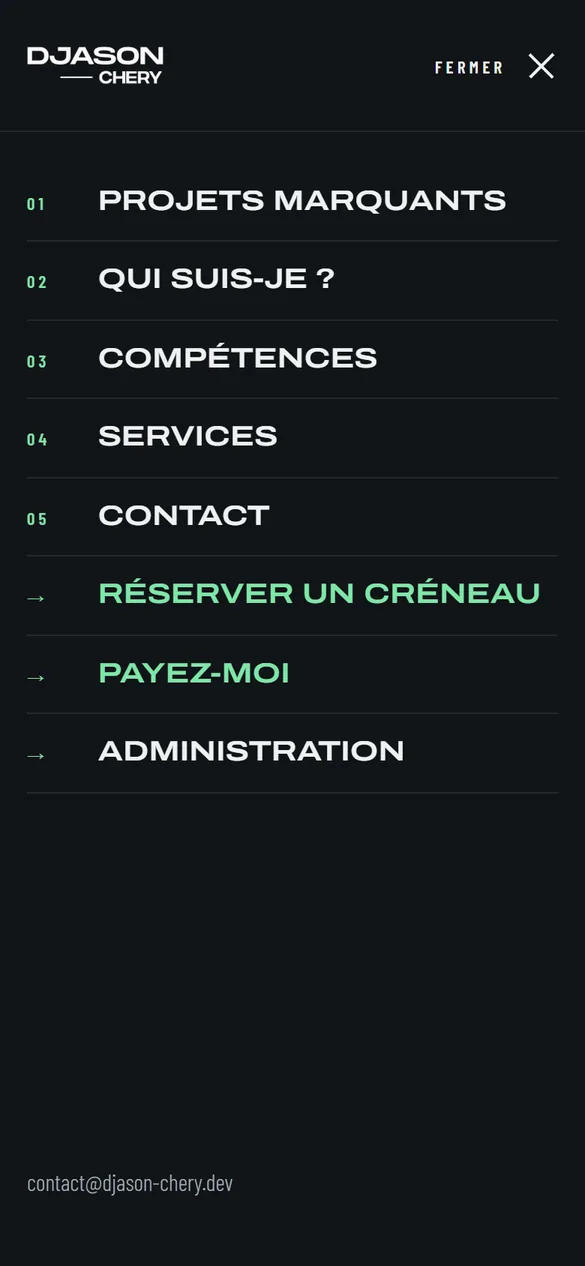 DJASON
CHERY
FERMER
01 PROJETS MARQUANTS
02 QUI SUIS-JE ?
03 COMPÉTENCES
04 SERVICES
05 CONTACT
→ RÉSERVER UN CRÉNEAU
→ PAYEZ-MOI
→ ADMINISTRATION
contact@djason-chery.dev